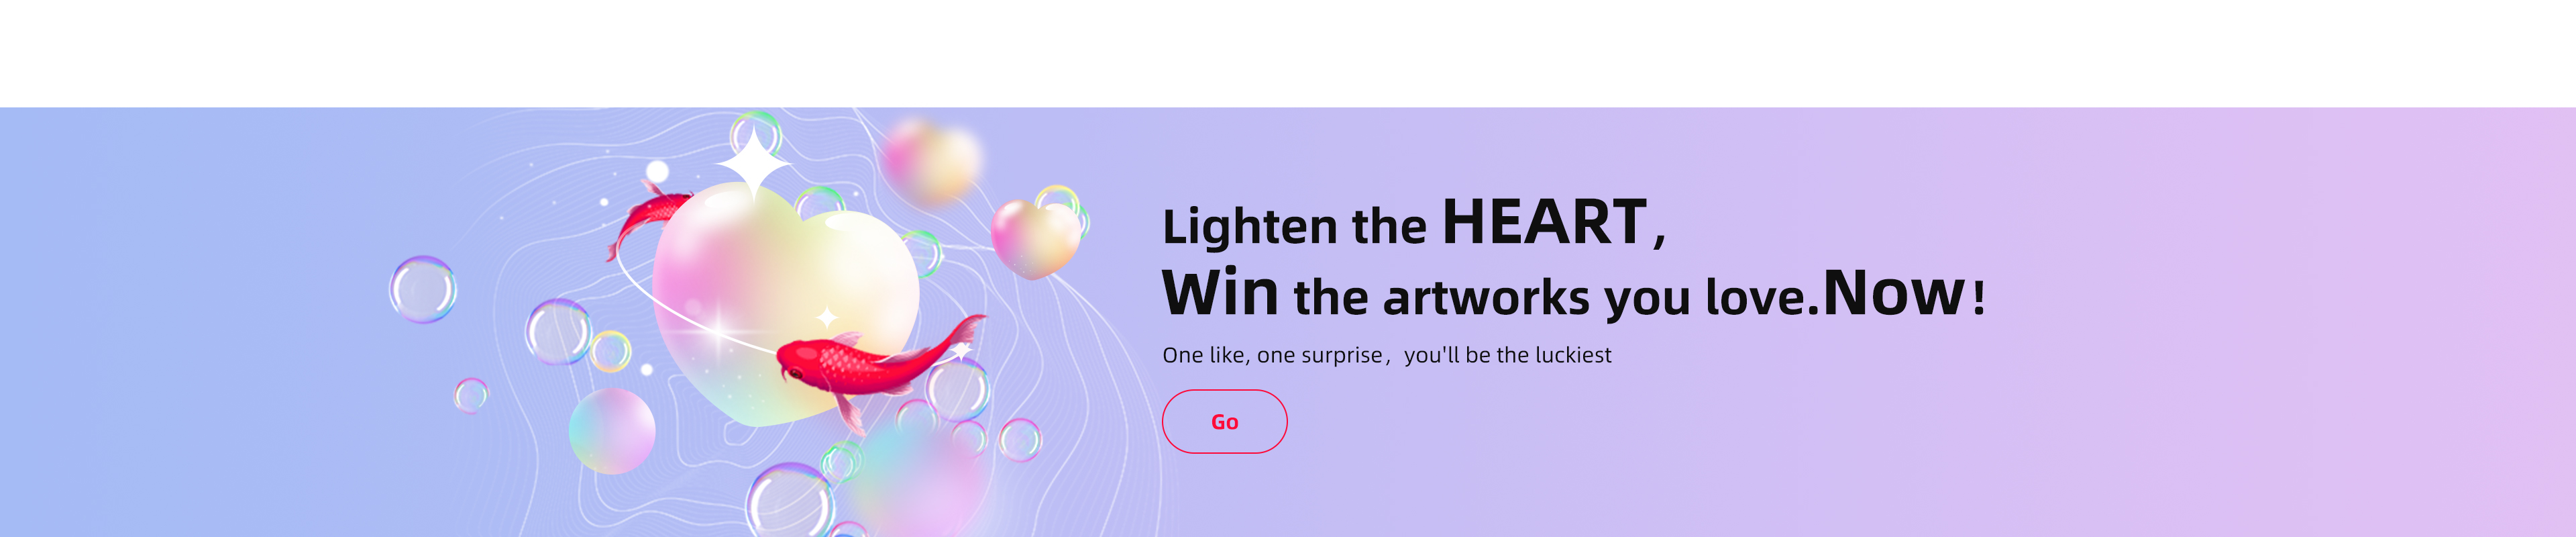 Lighten the HEART,
Win the artworks you love.Now!
One like, one surprise，you'll be the luckiest
Go